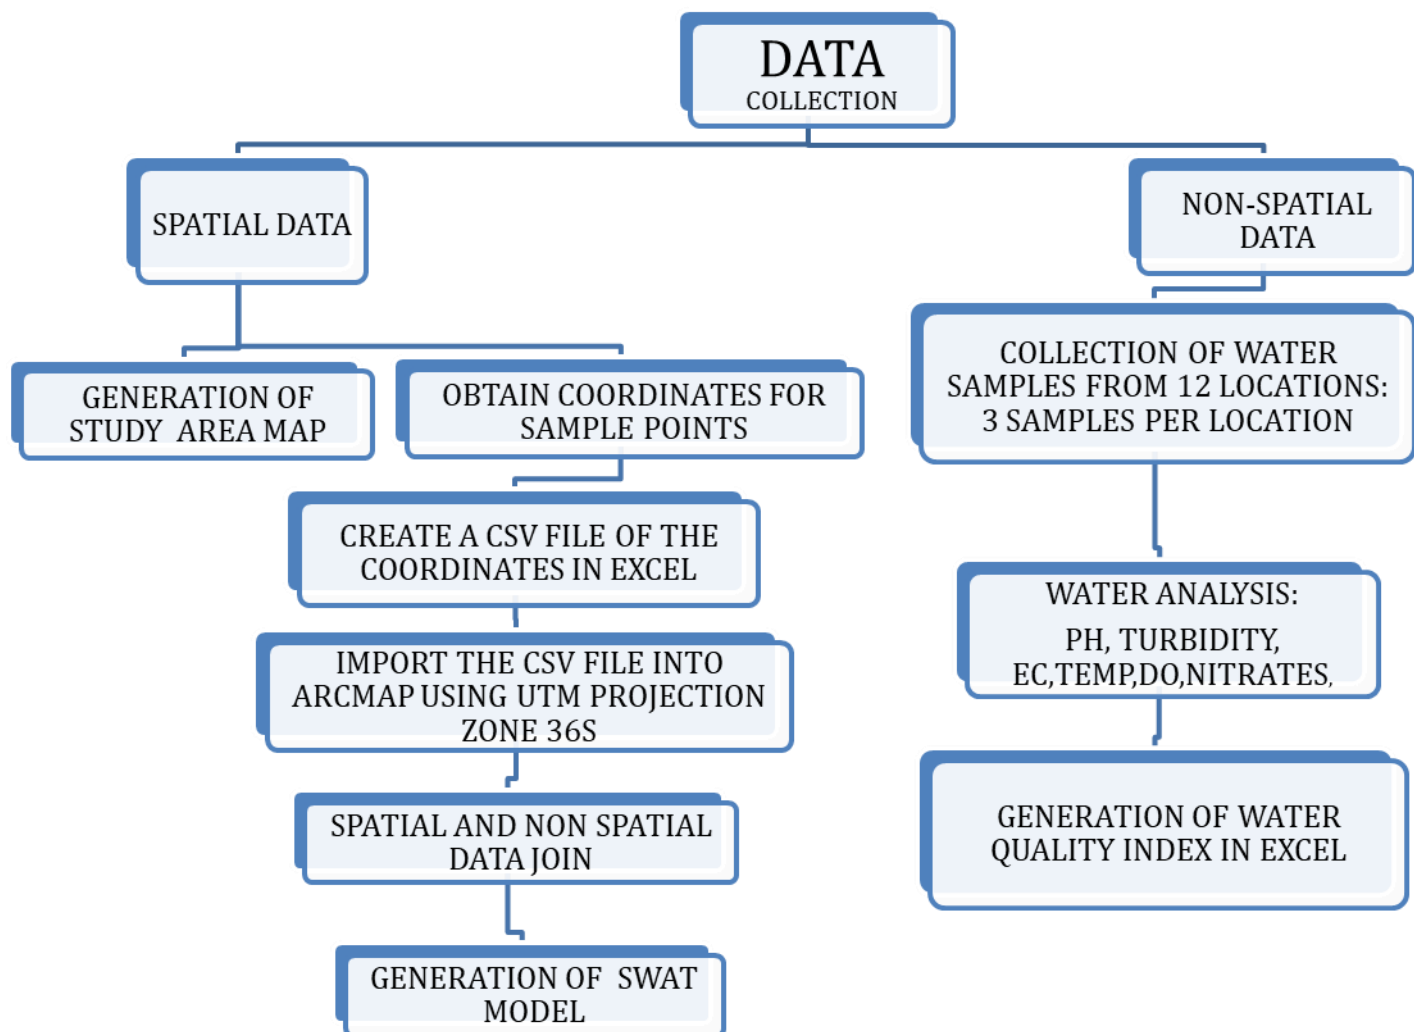 DATA
COLLECTION
SPATIAL DATA
NON-SPATIAL
DATA
GENERATION OF
STUDY AREA MAP
OBTAIN COORDINATES FOR
SAMPLE POINTS
COLLECTION OF WATER
SAMPLES FROM 12 LOCATIONS:
3 SAMPLES PER LOCATION
CREATE A CSV FILE OF THE
COORDINATES IN EXCEL
WATER ANALYSIS:
PH, TURBIDITY,
EC,TEMP,DO,NITRATES,
IMPORT THE CSV FILE INTO
ARCMAP USING UTM PROJECTION
ZONE 36S
SPATIAL AND NON SPATIAL
DATA JOIN
GENERATION OF WATER
QUALITY INDEX IN EXCEL
GENERATION OF SWAT
MODEL